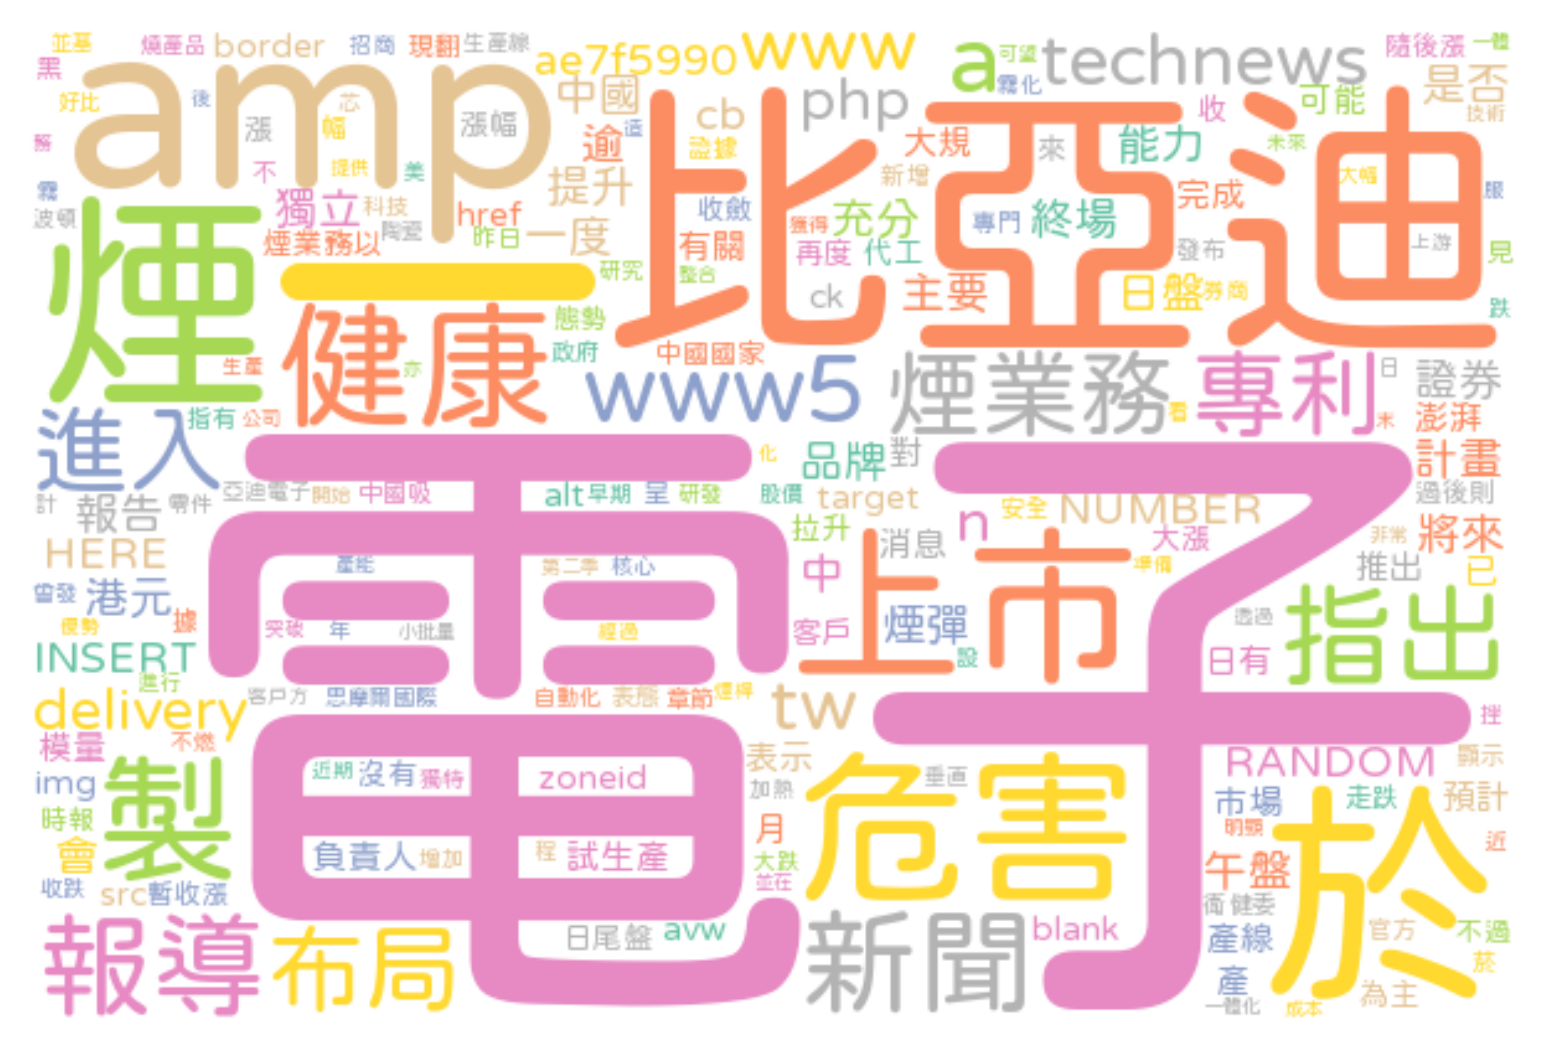 並基 燒產品 border 招商 現翻 生產線 ae7f5990 www a 可望 technews 隨後漲 一體
黑 amp 中國 霧化 是否
好比 後 芯 漲 幅 漲幅 逾 造 cb php 收 可能 技術
務 不 提供 美 提升 證據 大規 來 能力 未來
霧 獨立 科技 href 比亞迪 新增 完成 大幅 服
波頓 煙業務以 陶瓷 昨日 一度 收斂 獲得 充分 專門 終場
煙 一 研究 有關 整合 再度 代工 發布 上游 見
健康 態勢 ck 主要 日盤 券商 跌
生產 亦 政府 中國國家 煙業務 專利 日 證券
進入 指有 公司 www5 看 末 澎湃
電子 化 品牌 對 計畫
計 報告 零件 亞迪電子 開始 中國吸 alt 早期 呈 研發 股價 target n 安全 NUMBER 過後則
HERE 拉升 上市 消息 大漲 非常 將來
曾發 港元 產能 第二季 核心 中 準備 推出 已
優勢 據 突破 年 小批量 經過 客戶 煙彈 透過 指出
INSERT 進行 設 日有
delivery 客戶方 思摩爾國際 自動化 表態 章節 煙桿 tw 挫
模量 不燃 表示 危害 RANDOM 顯示
img 製 近期 沒有 獨特 zoneid 加熱 垂直 市場 走跌 預計
時報 會 負責人 增加 程 試生產 月 大跌 明顯 於 近
收跌 src 暫收漲 並在 午盤
報導 布局 日尾盤 avw 新聞 blank 衛健委 產線 官方 不過
產 菸
一體化 成本 為主